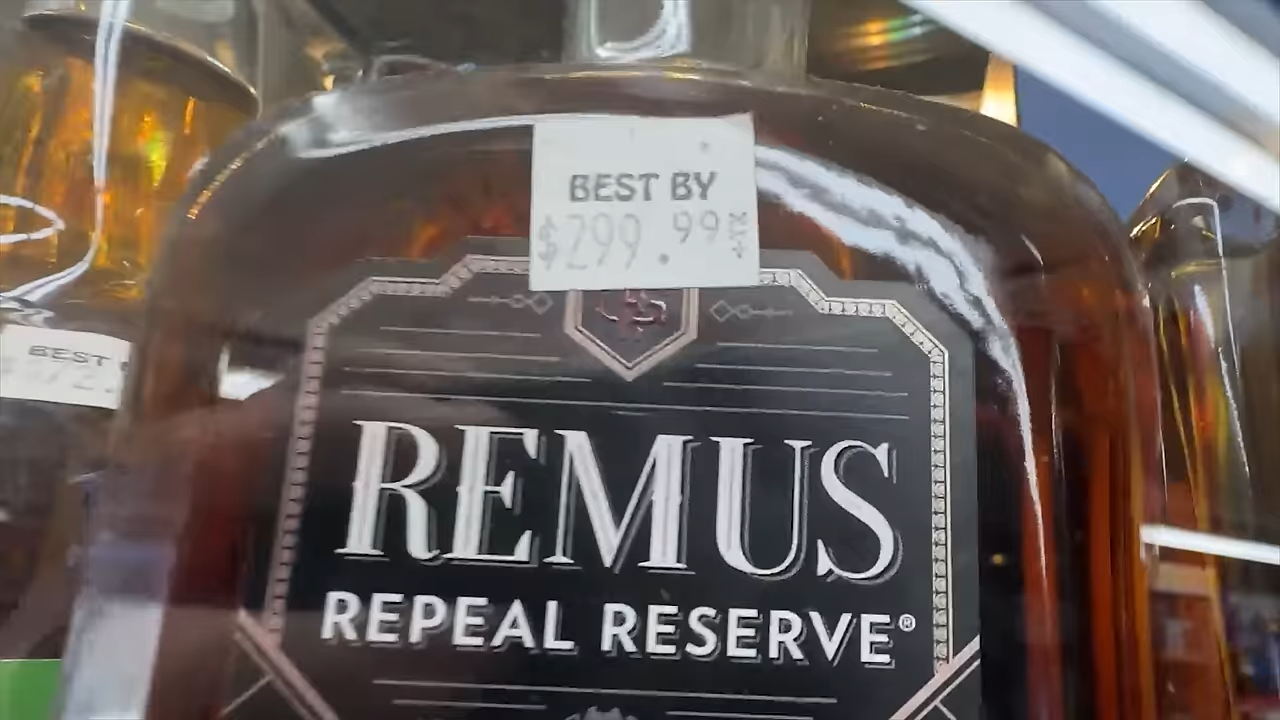 BEST BY
$299.99
BEST
REMUS
REPEAL RESERVE®